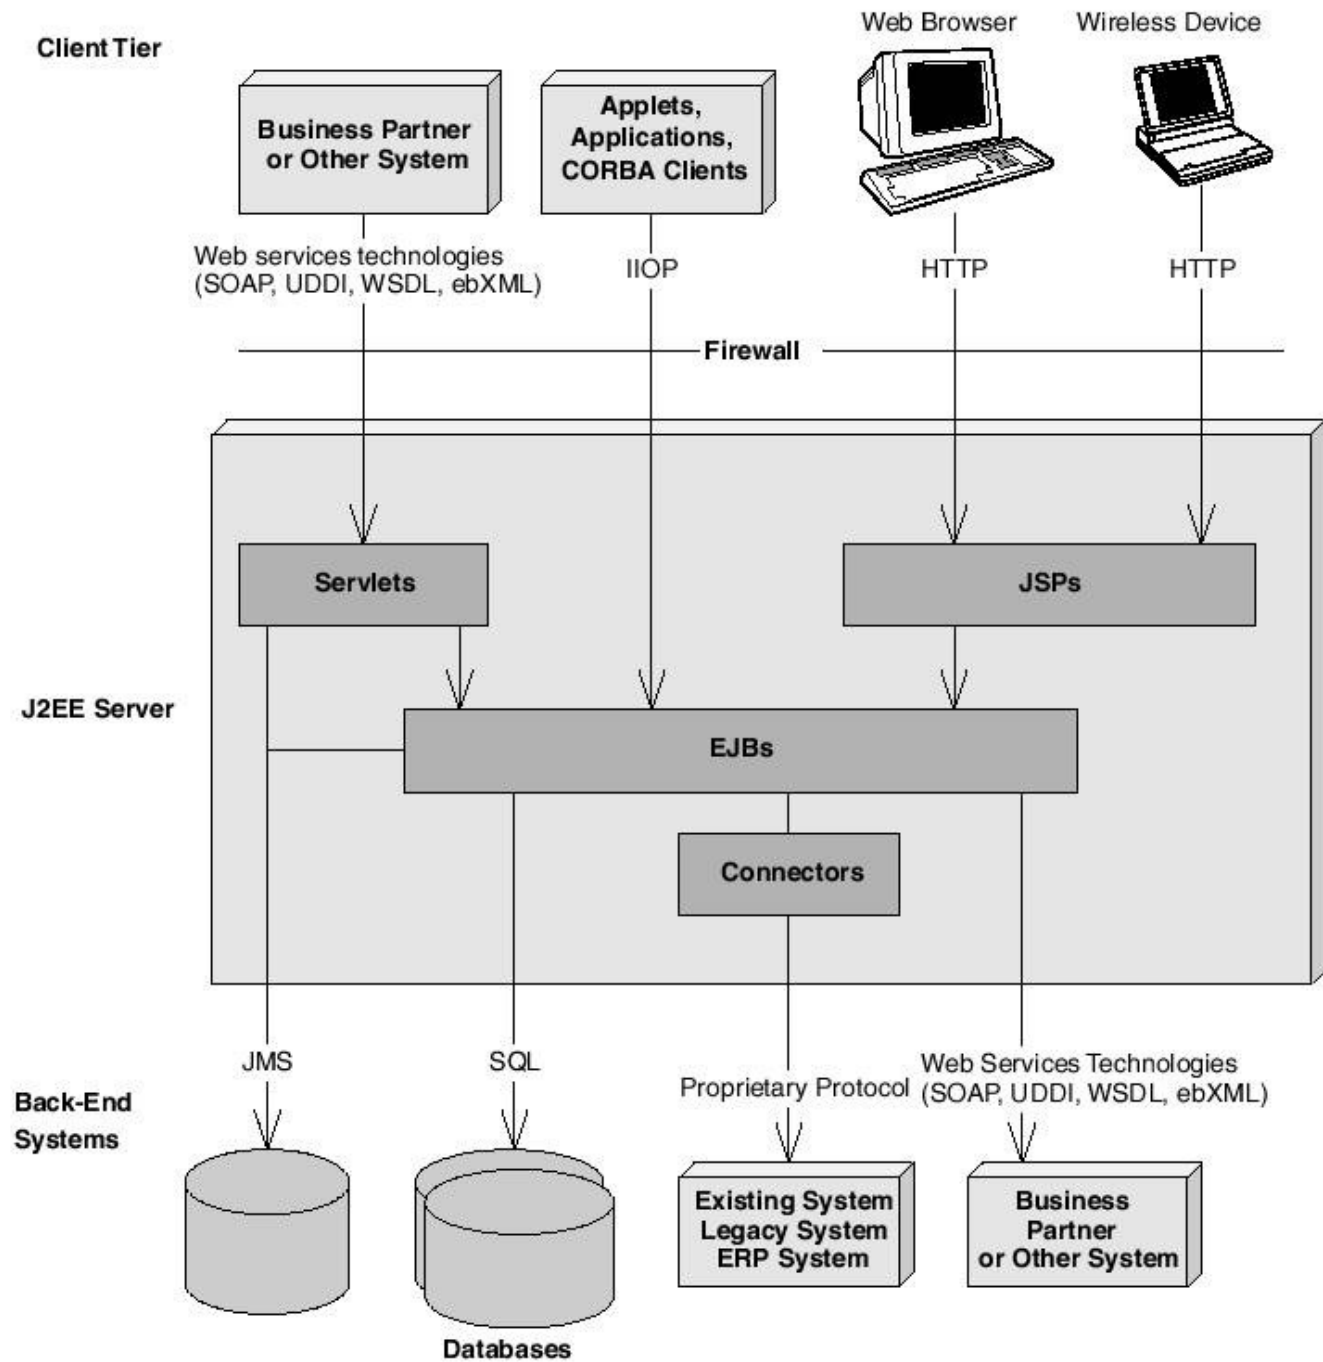 Web Browser
Wireless Device
Client Tier
Business Partner
or Other System
Applets,
Applications,
CORBA Clients
Web services technologies
(SOAP, UDDI, WSDL, ebXML)
IIOP
HTTP
HTTP
Firewall
Servlets
JSPs
J2EE Server
EJBs
Connectors
JMS
SQL
Proprietary Protocol
Web Services Technologies
(SOAP, UDDI, WSDL, ebXML)
Back-End
Systems
Existing System
Legacy System
ERP System
Business
Partner
or Other System
Databases